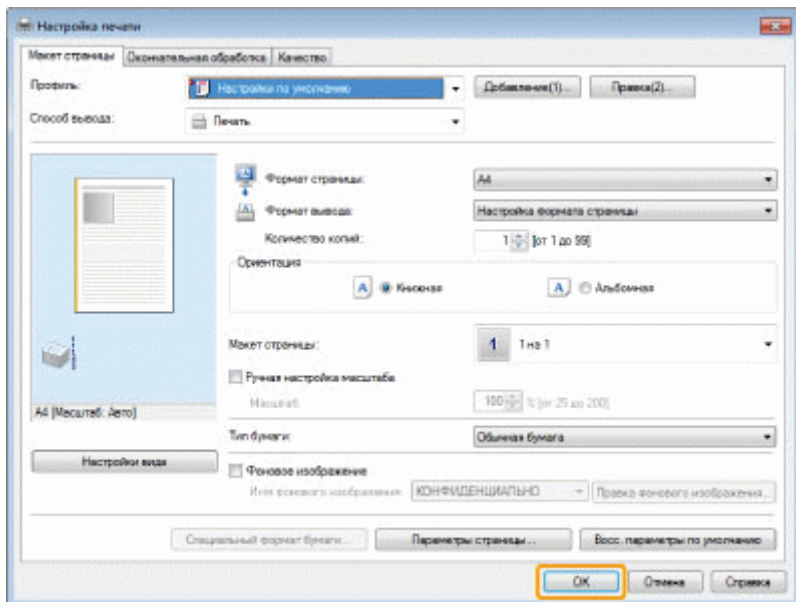 Настройка печати
Макет страницы Окончательная обработка Качество
Профиль: Настройки по умолчанию Добавление(1)... Правка(2)...
Способ вывода: Печать
Формат страницы: A4
Формат вывода: Настройка формата страницы
Количество копий: 1 [от 1 до 99]
Ориентация
A Книжная A Альбомная
Макет страницы: 1 1 на 1
Ручная настройка масштаба
Масштаб: 100 % [от 25 до 200]
A4 [Масштаб: Авто]
Тип бумаги: Обычная бумага
Настройки вида
Фоновое изображение
Имя фонового изображения: КОНФИДЕНЦИАЛЬНО Правка фонового изображения...
Специальный формат бумаги... Параметры страницы... Восс. параметры по умолчанию
OK Отмена Справка